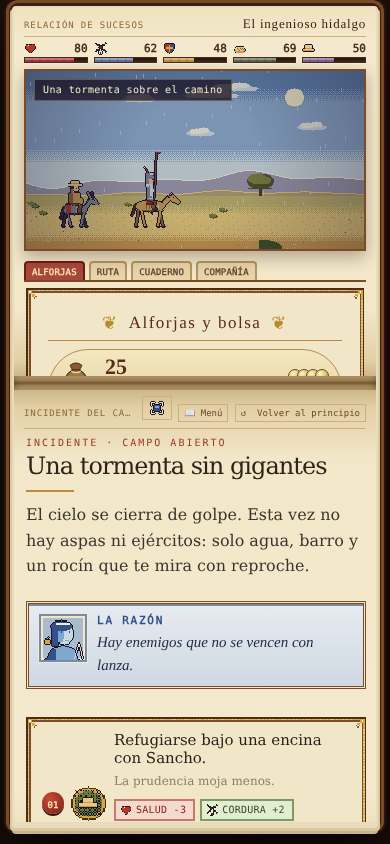 RELACIÓN DE SUCESOS
El ingenioso hidalgo
80 62 48 69 50
Una tormenta sobre el camino
ALFORJAS RUTA CUADERNO COMPAÑÍA
Alforjas y bolsa
25
INCIDENTE DEL CA… Menú Volver al principio
INCIDENTE · CAMPO ABIERTO
Una tormenta sin gigantes
El cielo se cierra de golpe. Esta vez no
hay aspas ni ejércitos: solo agua, barro y
un rocín que te mira con reproche.
LA RAZÓN
Hay enemigos que no se vencen con
lanza.
Refugiarse bajo una encina
con Sancho.
La prudencia moja menos.
01
SALUD -3 CORDURA +2